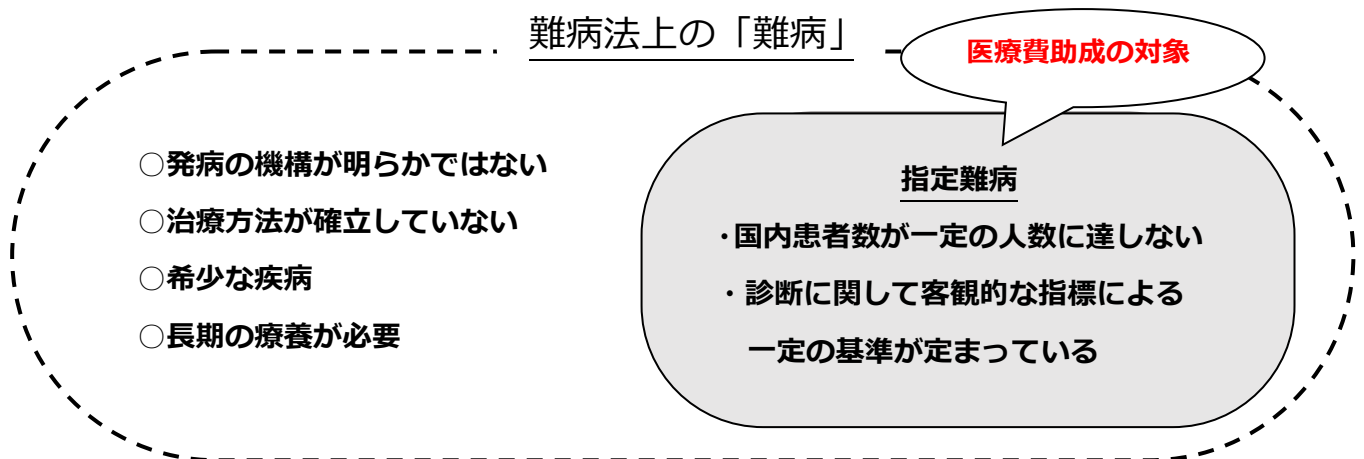 難病法上の「難病」
医療費助成の対象
○発病の機構が明らかではない
○治療方法が確立していない
○希少な疾病
○長期の療養が必要
指定難病
・国内患者数が一定の人数に達しない
・診断に関して客観的な指標による
一定の基準が定まっている